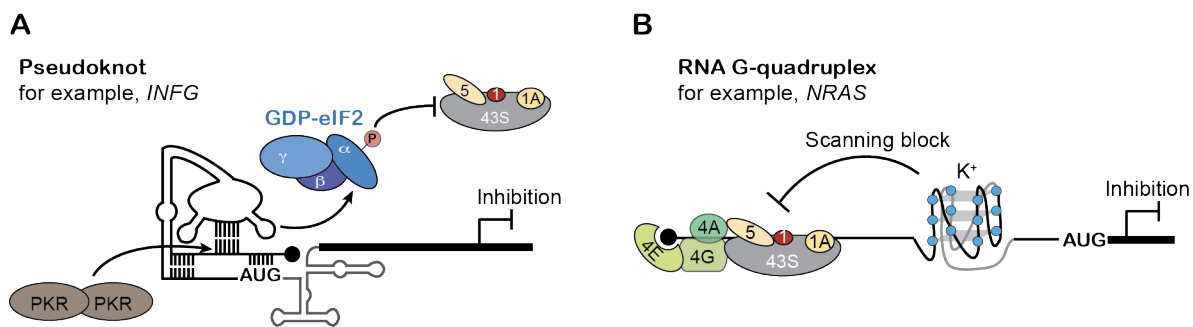 A
Pseudoknot
for example, INFG
GDP-eIF2
γ
β
α
P
5
1
1A
43S
Inhibition
AUG
PKR
PKR
B
RNA G-quadruplex
for example, NRAS
Scanning block
K⁺
Inhibition
4E
4A
4G
5
1
1A
43S
AUG